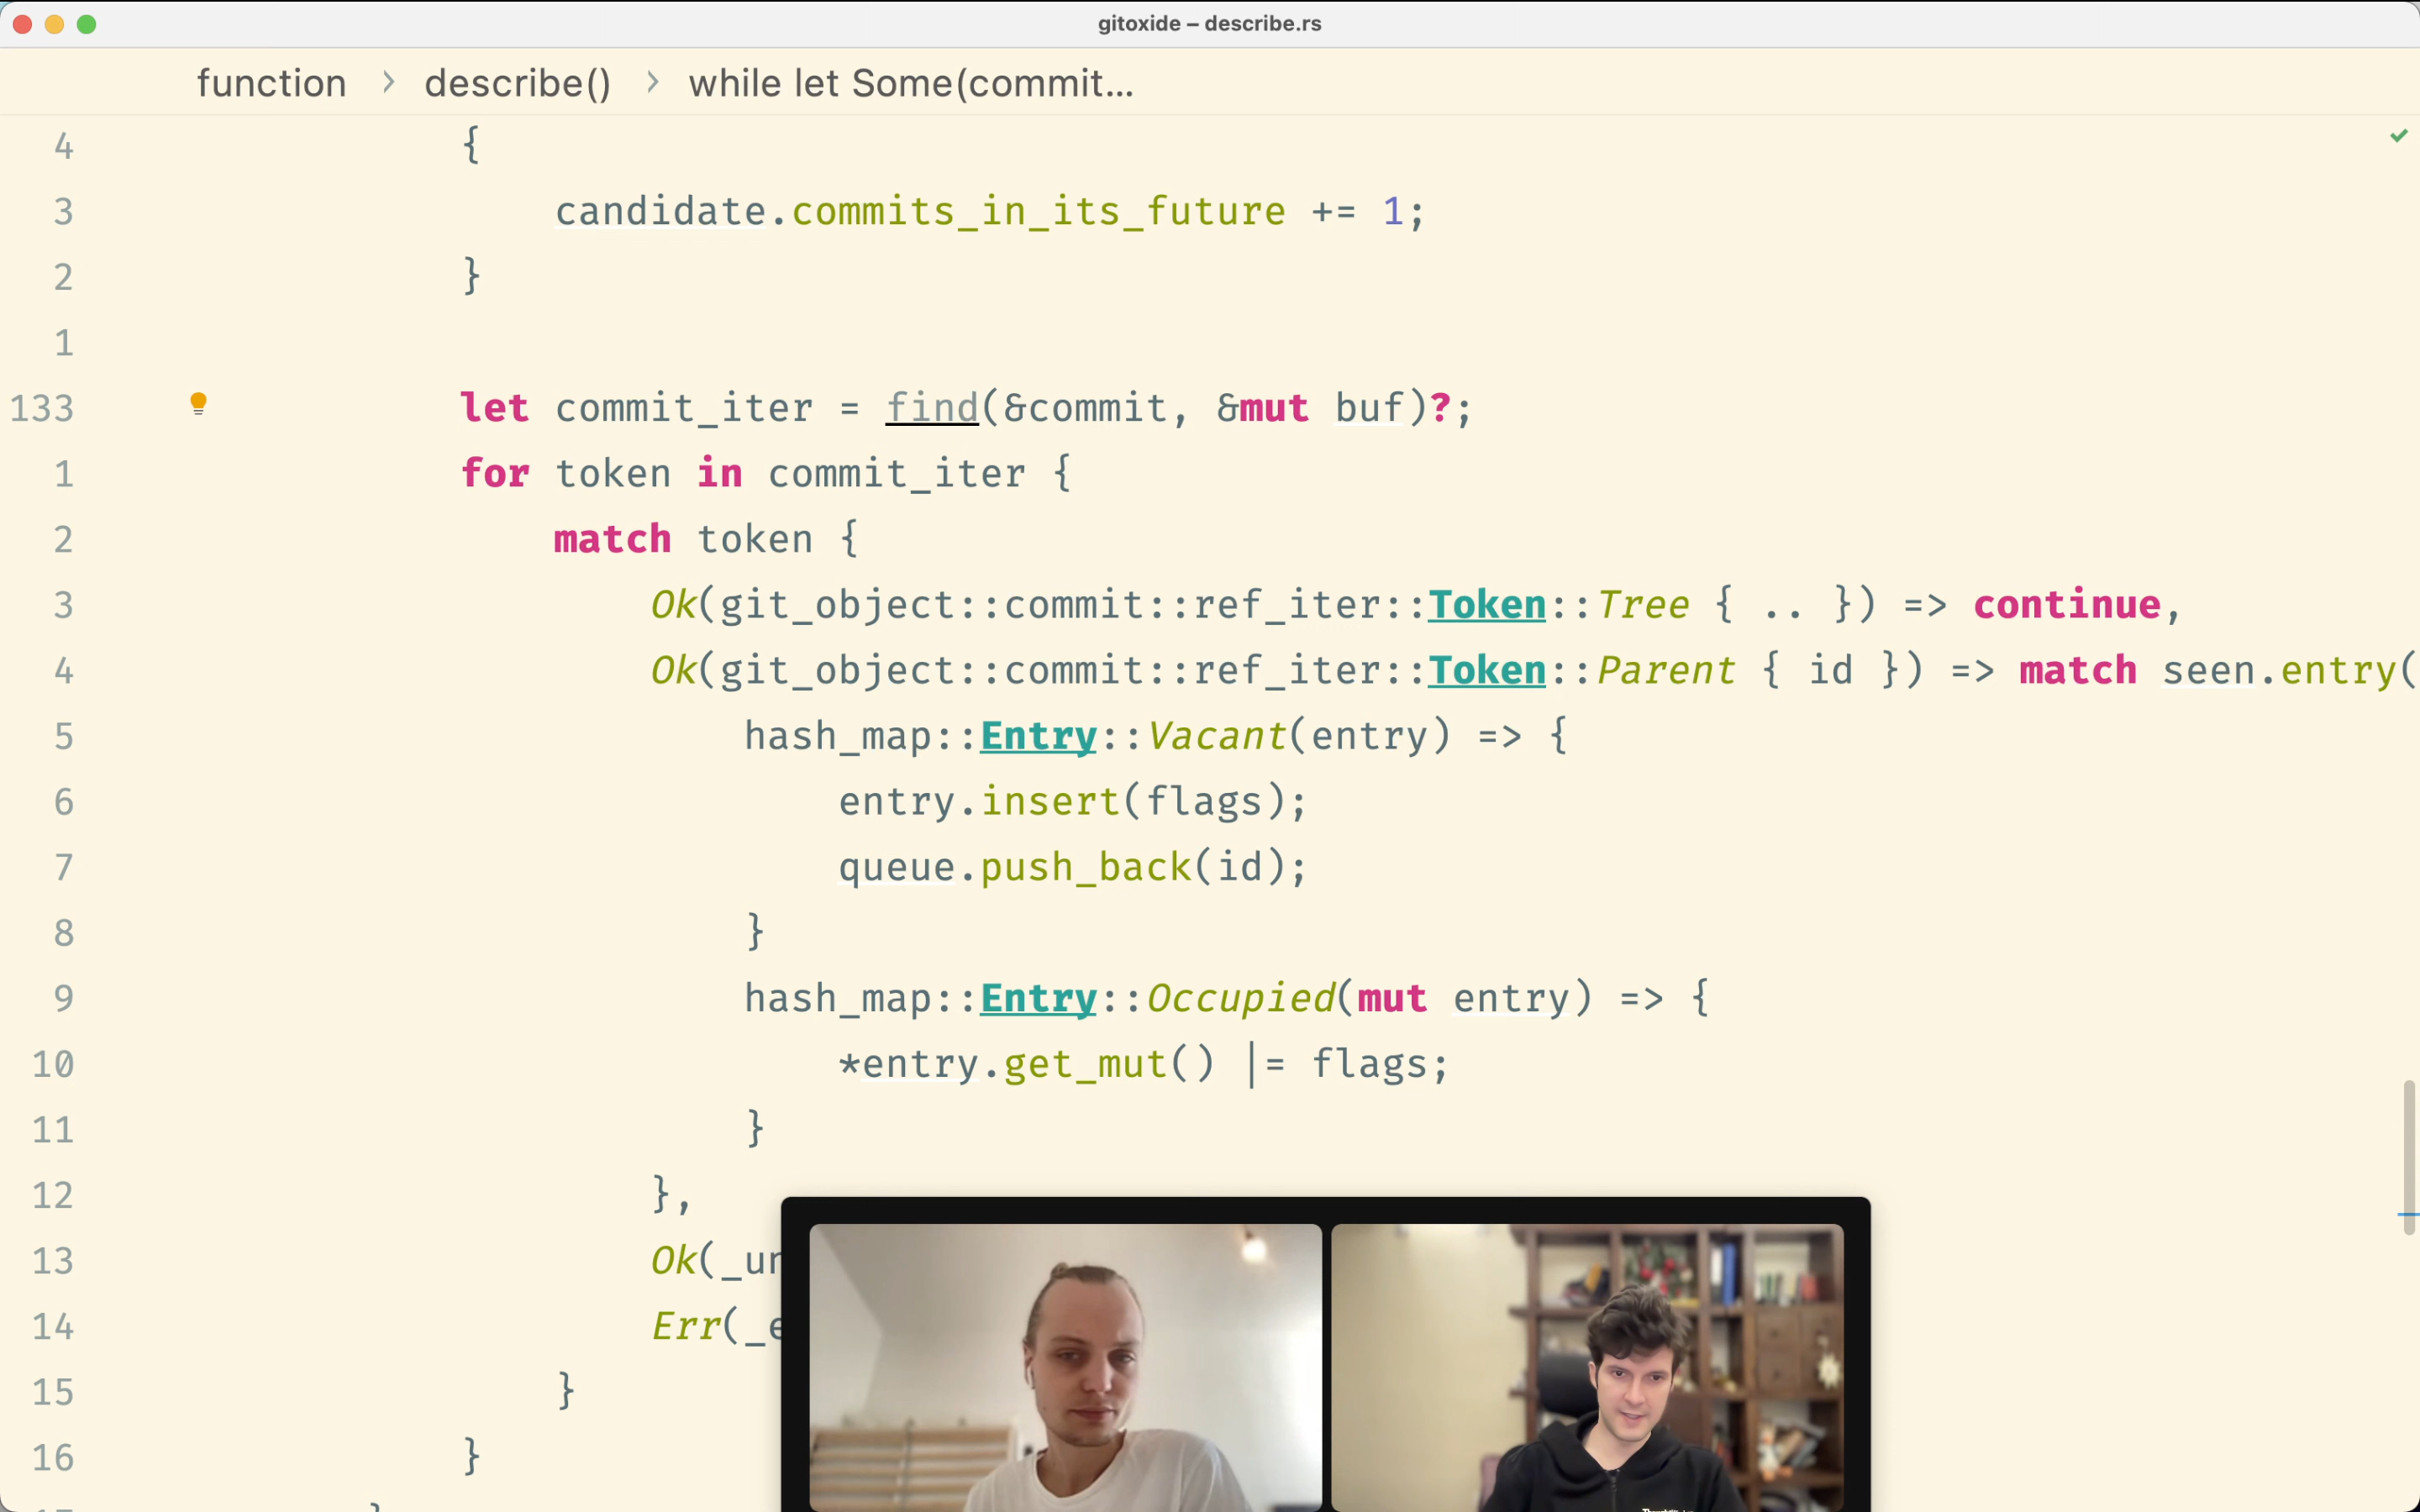 gitoxide – describe.rs
function › describe() › while let Some(commit...
4 {
3 candidate.commits_in_its_future += 1;
2 }
1
133 let commit_iter = find(&commit, &mut buf)?;
1 for token in commit_iter {
2 match token {
3 Ok(git_object::commit::ref_iter::Token::Tree { .. }) => continue,
4 Ok(git_object::commit::ref_iter::Token::Parent { id }) => match seen.entry(
5 hash_map::Entry::Vacant(entry) => {
6 entry.insert(flags);
7 queue.push_back(id);
8 }
9 hash_map::Entry::Occupied(mut entry) => {
10 *entry.get_mut() |= flags;
11 }
12 },
13 Ok(_un
14 Err(_e
15 }
16 }